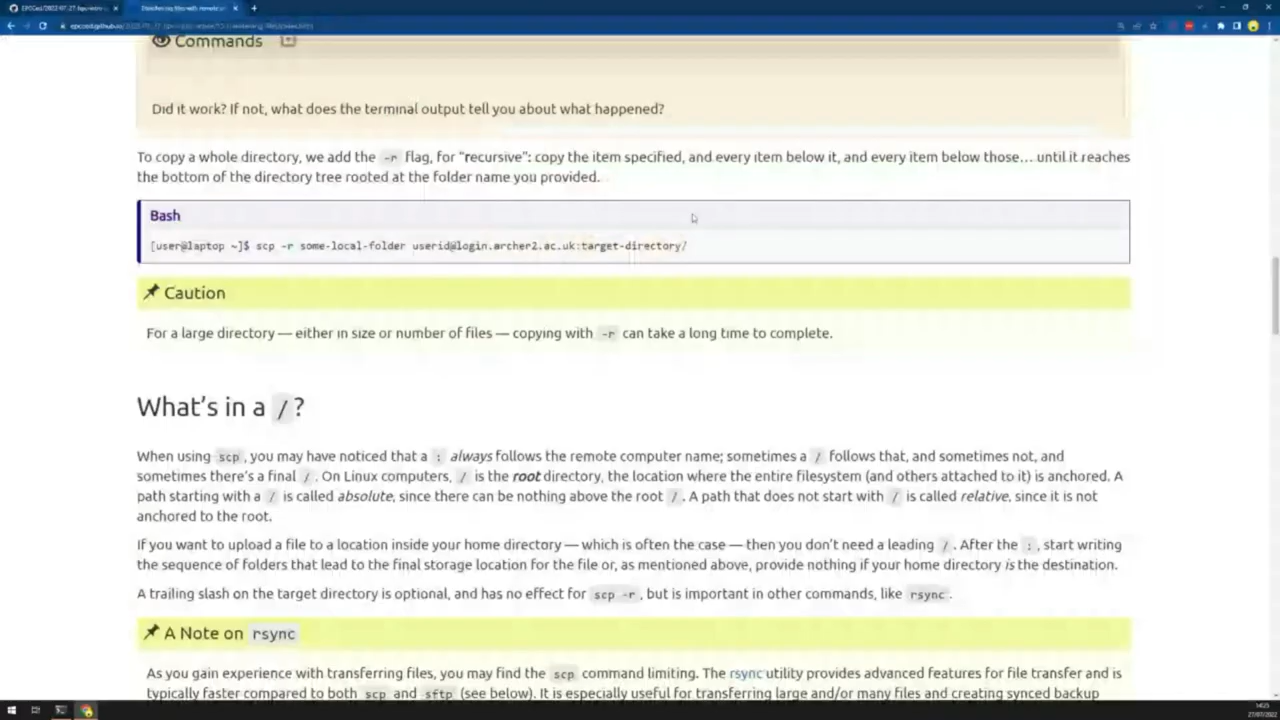 Commands
Did it work? If not, what does the terminal output tell you about what happened?
To copy a whole directory, we add the -r flag, for "recursive": copy the item specified, and every item below it, and every item below those... until it reaches
the bottom of the directory tree rooted at the folder name you provided.
Bash
[user@laptop ~]$ scp -r some-local-folder userid@login.archer2.ac.uk:target-directory/
Caution
For a large directory — either in size or number of files — copying with -r can take a long time to complete.
What's in a / ?
When using scp, you may have noticed that a : always follows the remote computer name; sometimes a / follows that, and sometimes not, and
sometimes there's a final /. On Linux computers, / is the root directory, the location where the entire filesystem (and others attached to it) is anchored. A
path starting with a / is called absolute, since there can be nothing above the root /. A path that does not start with / is called relative, since it is not
anchored to the root.
If you want to upload a file to a location inside your home directory — which is often the case — then you don't need a leading /. After the :, start writing
the sequence of folders that lead to the final storage location for the file or, as mentioned above, provide nothing if your home directory is the destination.
A trailing slash on the target directory is optional, and has no effect for scp -r, but is important in other commands, like rsync.
A Note on rsync
As you gain experience with transferring files, you may find the scp command limiting. The rsync utility provides advanced features for file transfer and is
typically faster compared to both scp and sftp (see below). It is especially useful for transferring large and/or many files and creating synced backup
14:25
27/07/2022